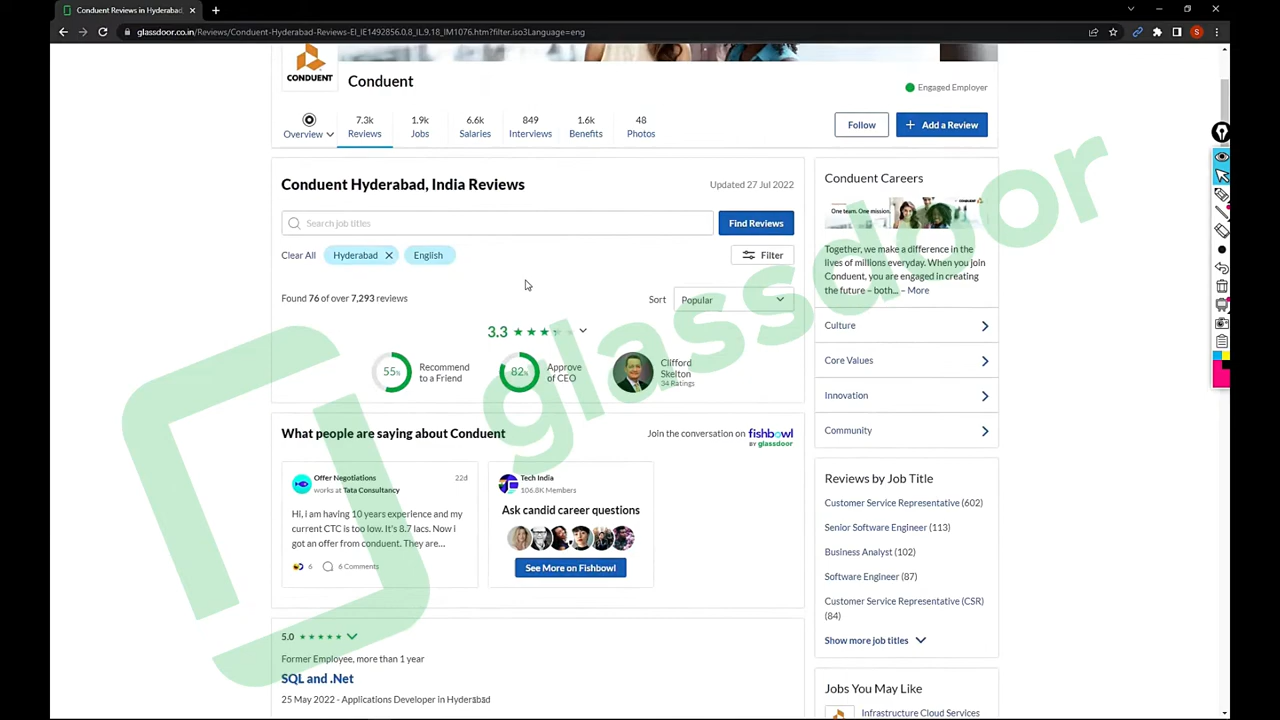 Conduent Reviews in Hyderabad,
glassdoor.co.in/Reviews/Conduent-Hyderabad-Reviews-EI_IE1492856.0,8_IL.9,18_IM1076.htm?filter.iso3Language=eng
S
CONDUENT
Conduent
Engaged Employer
Overview
7.3k
Reviews
1.9k
Jobs
6.6k
Salaries
849
Interviews
1.6k
Benefits
48
Photos
Follow
+ Add a Review
Conduent Hyderabad, India Reviews
Updated 27 Jul 2022
Search job titles
Find Reviews
Clear All
Hyderabad
English
Filter
Found 76 of over 7,293 reviews
Sort
Popular
3.3
55%
Recommend
to a Friend
82%
Approve
of CEO
Clifford
Skelton
34 Ratings
What people are saying about Conduent
Join the conversation on fishbowl
BY glassdoor
Offer Negotiations
22d
works at Tata Consultancy
Hi, i am having 10 years experience and my
current CTC is too low. It's 8.7 lacs. Now i
got an offer from conduent. They are...
6
6 Comments
Tech India
106.8K Members
Ask candid career questions
See More on Fishbowl
5.0
Former Employee, more than 1 year
SQL and .Net
25 May 2022 - Applications Developer in Hyderabad
Conduent Careers
One team. One mission.
CONDUENT
Together, we make a difference in the
lives of millions everyday. When you join
Conduent, you are engaged in creating
the future – both... – More
Culture
Core Values
Innovation
Community
Reviews by Job Title
Customer Service Representative (602)
Senior Software Engineer (113)
Business Analyst (102)
Software Engineer (87)
Customer Service Representative (CSR)
(84)
Show more job titles
Jobs You May Like
Infrastructure Cloud Services
glassdoor